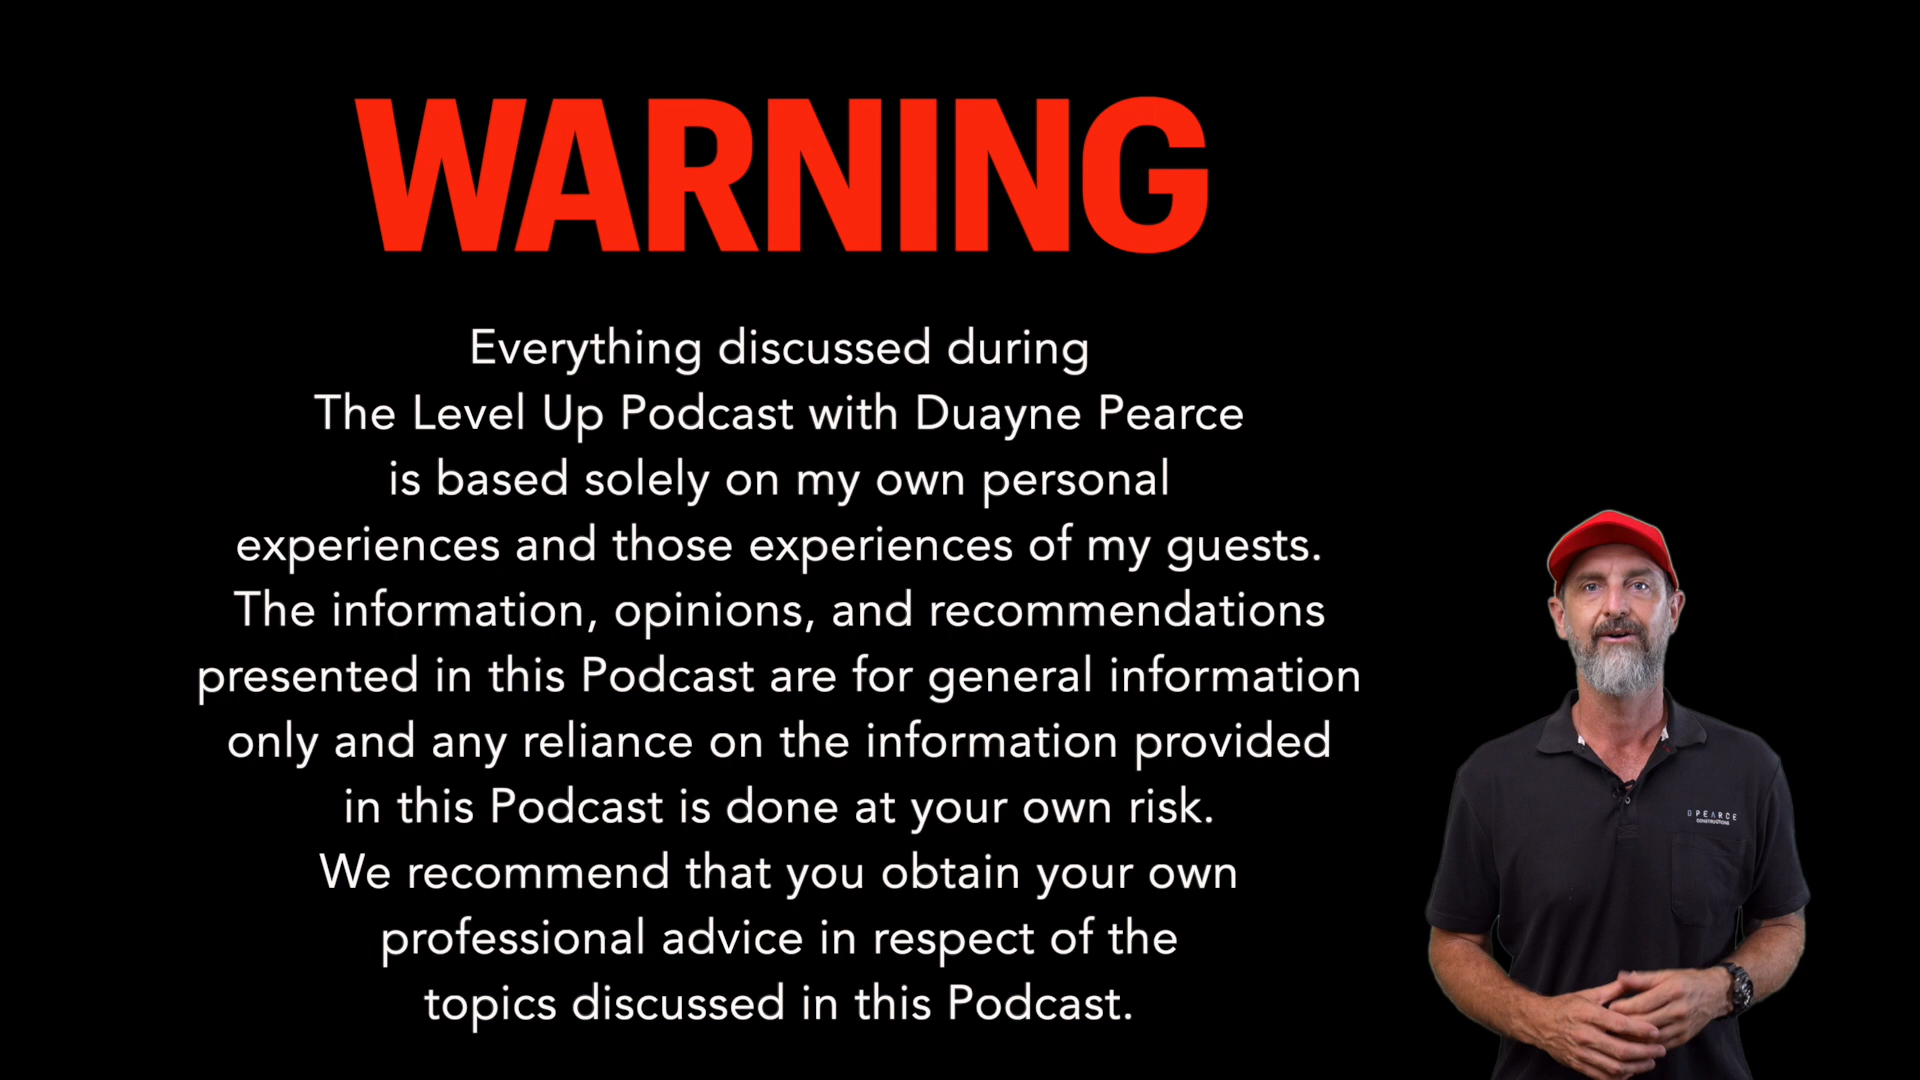 WARNING
Everything discussed during
The Level Up Podcast with Duayne Pearce
is based solely on my own personal
experiences and those experiences of my guests.
The information, opinions, and recommendations
presented in this Podcast are for general information
only and any reliance on the information provided
in this Podcast is done at your own risk.
We recommend that you obtain your own
professional advice in respect of the
topics discussed in this Podcast.
D PEARCE
CONSTRUCTIONS